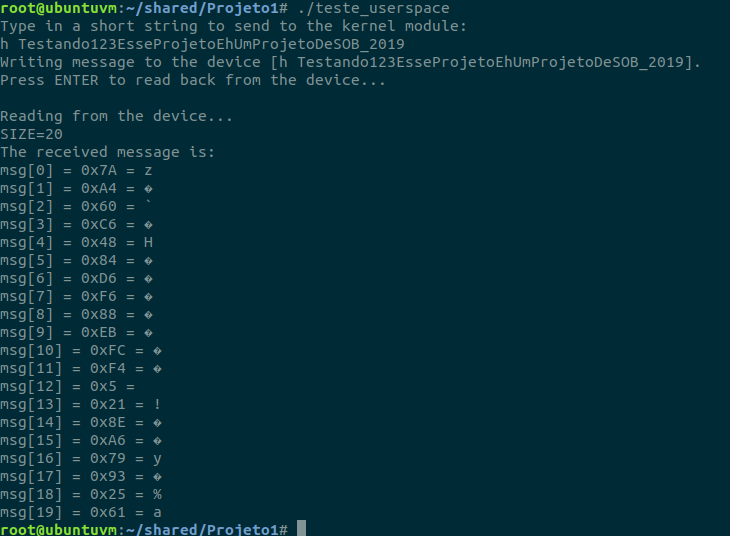 root@ubuntuvm:~/shared/Projeto1# ./teste_userspace
Type in a short string to send to the kernel module:
h Testando123EsseProjetoEhUmProjetoDeSOB_2019
Writing message to the device [h Testando123EsseProjetoEhUmProjetoDeSOB_2019].
Press ENTER to read back from the device...
Reading from the device...
SIZE=20
The received message is:
msg[0] = 0x7A = z
msg[1] = 0xA4 = �
msg[2] = 0x60 = `
msg[3] = 0xC6 = �
msg[4] = 0x48 = H
msg[5] = 0x84 = �
msg[6] = 0xD6 = �
msg[7] = 0xF6 = �
msg[8] = 0x88 = �
msg[9] = 0xEB = �
msg[10] = 0xFC = �
msg[11] = 0xF4 = �
msg[12] = 0x5 =
msg[13] = 0x21 = !
msg[14] = 0x8E = �
msg[15] = 0xA6 = �
msg[16] = 0x79 = y
msg[17] = 0x93 = �
msg[18] = 0x25 = %
msg[19] = 0x61 = a
root@ubuntuvm:~/shared/Projeto1#